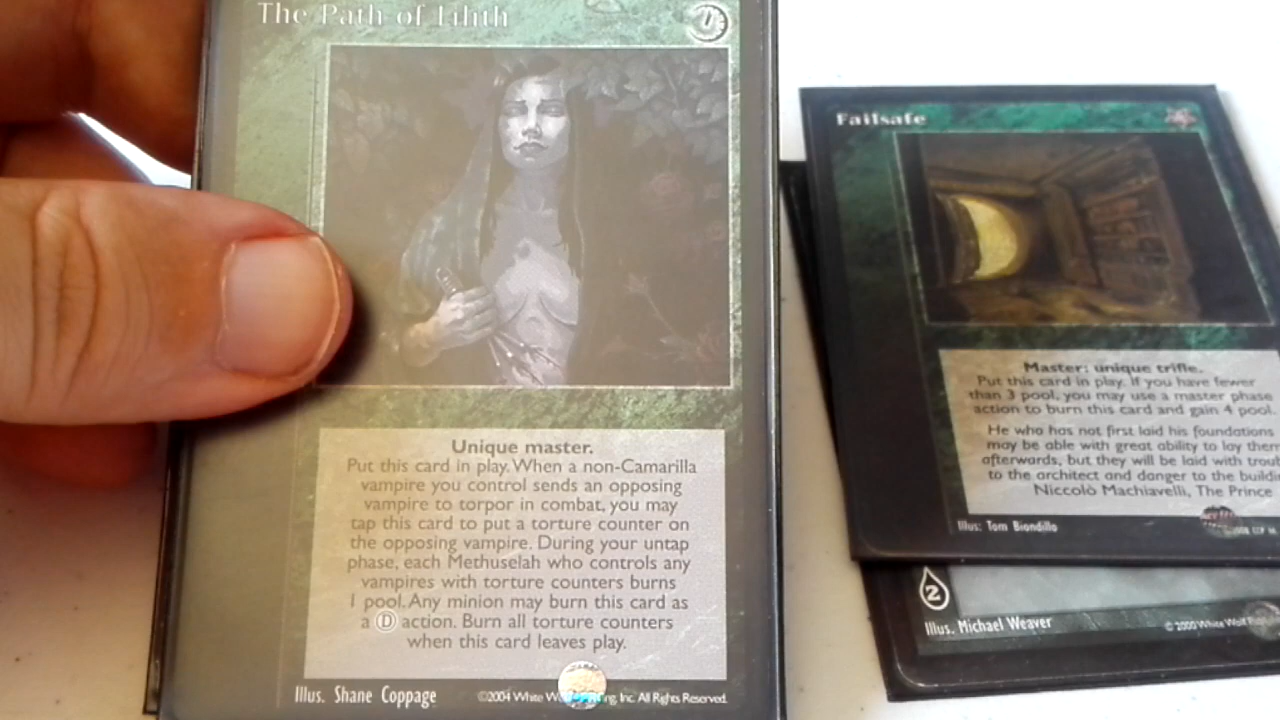 The Path of Lilith
Unique master.
Put this card in play. When a non-Camarilla
vampire you control sends an opposing
vampire to torpor in combat, you may
tap this card to put a torture counter on
the opposing vampire. During your untap
phase, each Methuselah who controls any
vampires with torture counters burns
1 pool. Any minion may burn this card as
a D action. Burn all torture counters
when this card leaves play.
Illus. Shane Coppage
©2004 White Inc. All Rights Reserved.
Failsafe
Master: unique trifle.
Put this card in play. If you have fewer
than 3 pool, you may use a master phase
action to burn this card and gain 4 pool.
He who has not first laid his foundations
may be able with great ability to lay them
afterwards, but they will be laid with
to the architect and danger to the
Niccolò Machiavelli, The Prince
Illus: Tom Biondillo
2
Illus. Michael Weaver
© 2000 White Wolf